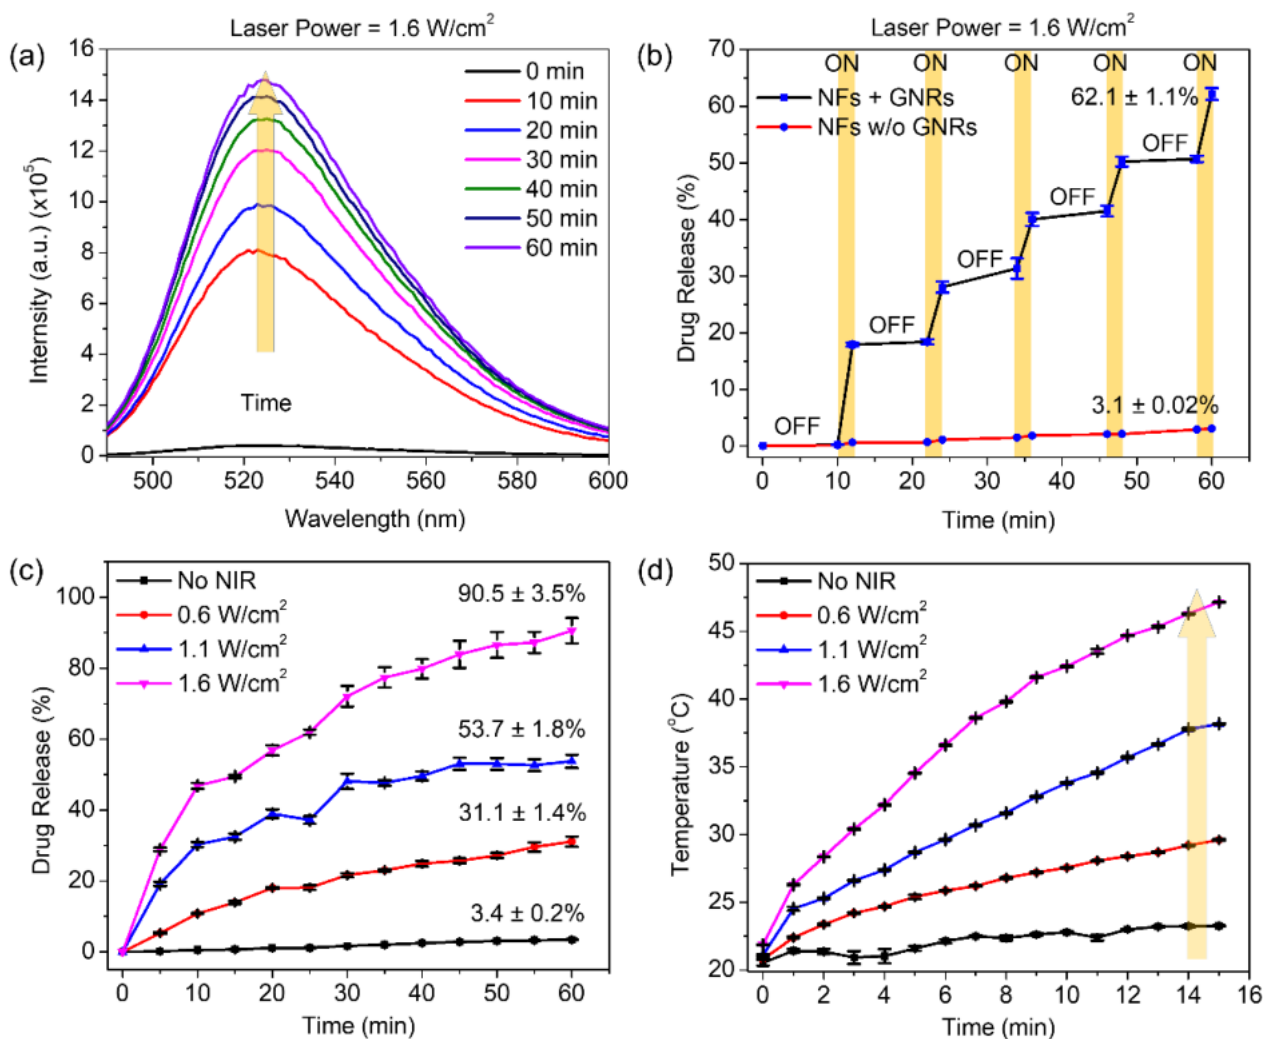 (a)
Laser Power = 1.6 W/cm²
Intensity (a.u.) (x10⁵)
16
14
12
10
8
6
4
2
0
0 min
10 min
20 min
30 min
40 min
50 min
60 min
Time
500 520 540 560 580 600
Wavelength (nm)
(b)
Laser Power = 1.6 W/cm²
Drug Release (%)
70
60
50
40
30
20
10
0
ON ON ON ON ON
NFs + GNRs
NFs w/o GNRs
62.1 ± 1.1%
OFF
OFF
OFF
OFF
OFF
3.1 ± 0.02%
0 10 20 30 40 50 60
Time (min)
(c)
Drug Release (%)
100
80
60
40
20
0
No NIR
0.6 W/cm²
1.1 W/cm²
1.6 W/cm²
90.5 ± 3.5%
53.7 ± 1.8%
31.1 ± 1.4%
3.4 ± 0.2%
0 10 20 30 40 50 60
Time (min)
(d)
Temperature (°C)
50
45
40
35
30
25
20
No NIR
0.6 W/cm²
1.1 W/cm²
1.6 W/cm²
0 2 4 6 8 10 12 14 16
Time (min)